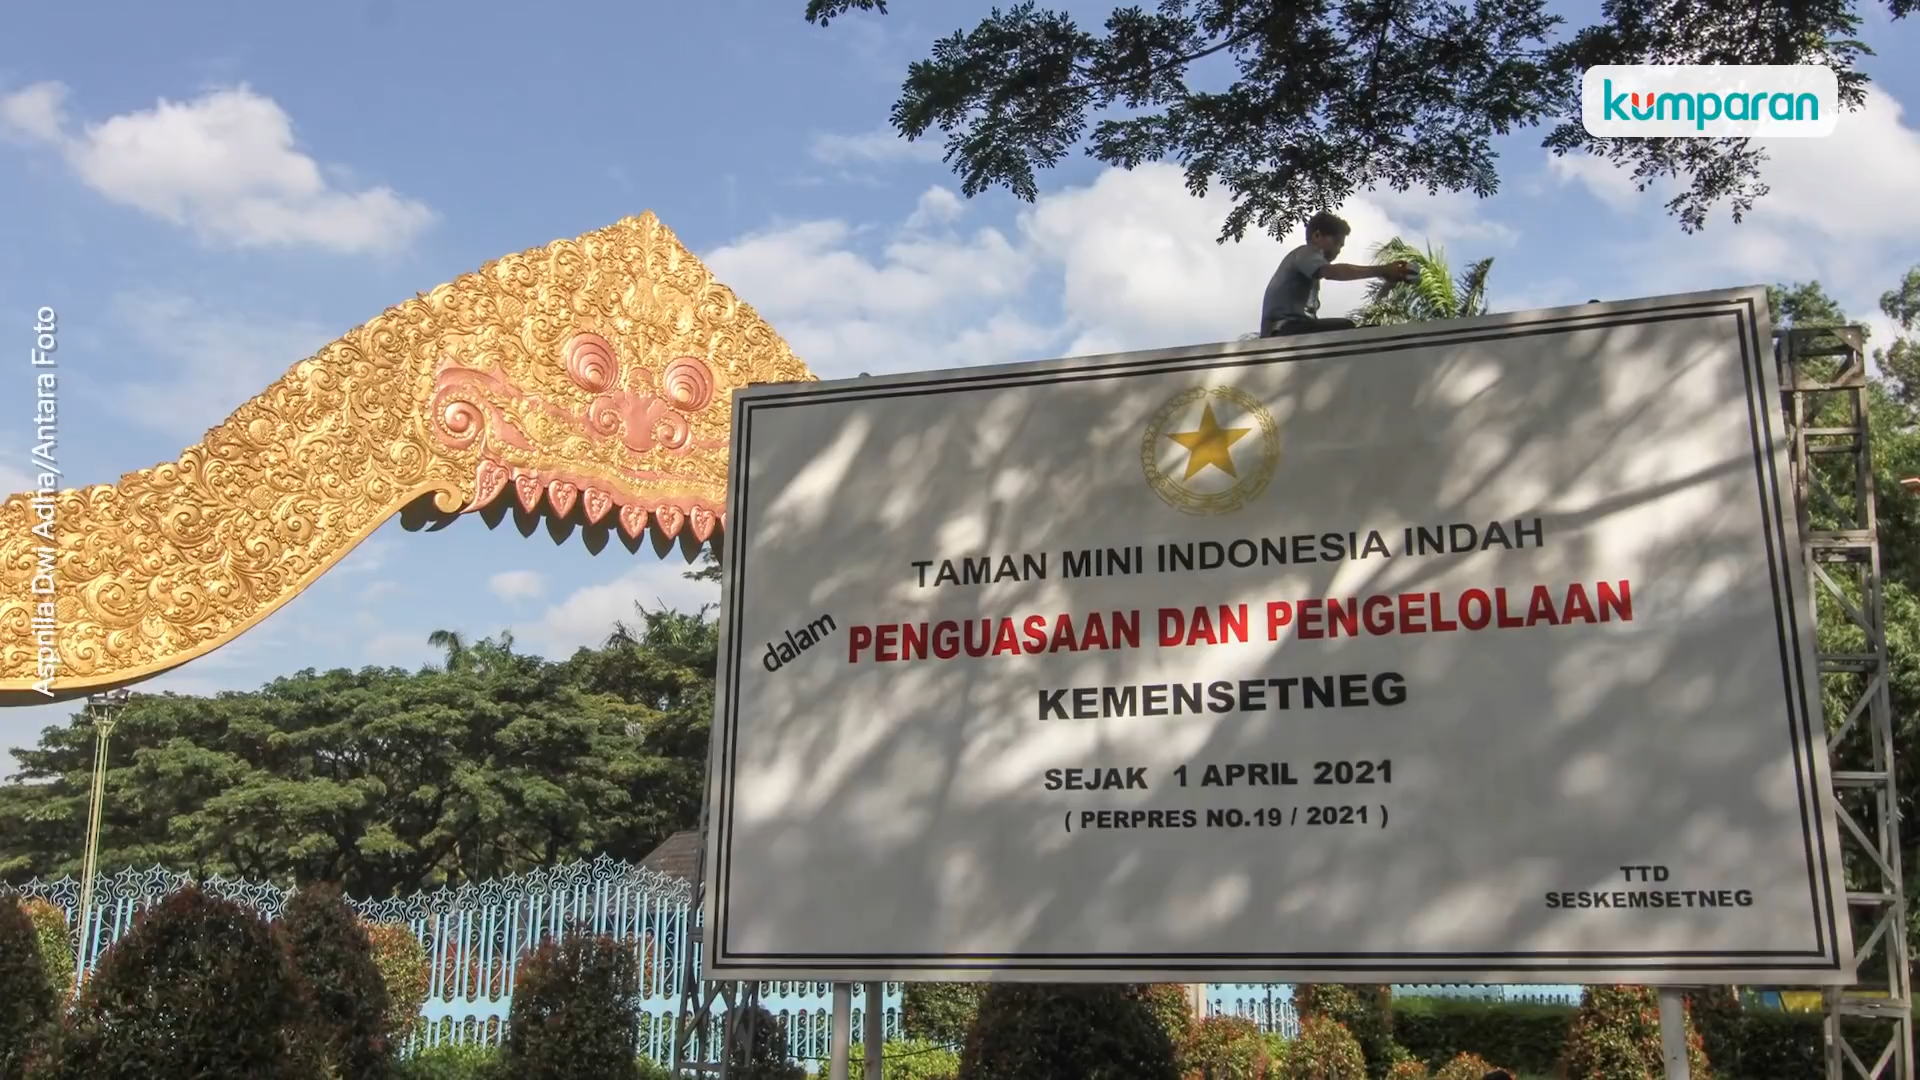 kumparan
Asprilla Dwi Adha/Antara Foto
TAMAN MINI INDONESIA INDAH
dalam PENGUASAAN DAN PENGELOLAAN
KEMENSETNEG
SEJAK 1 APRIL 2021
( PERPRES NO.19 / 2021 )
TTD
SESKEMSETNEG